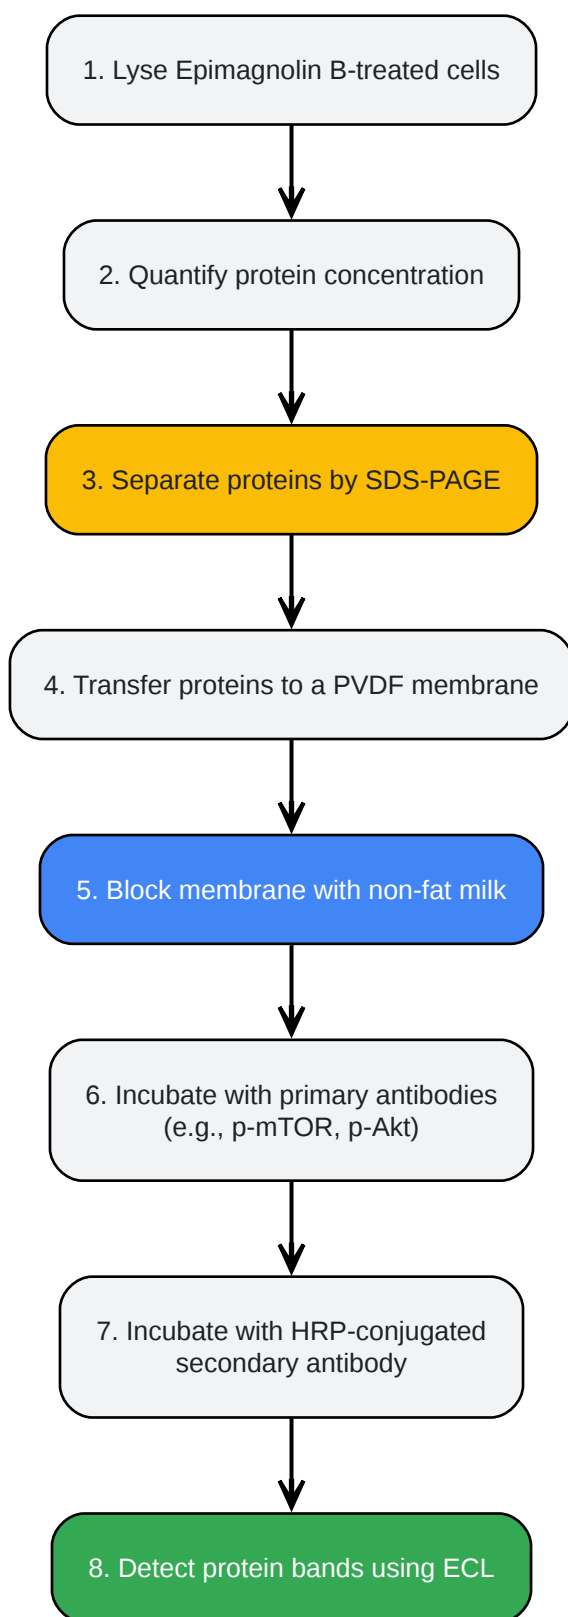 1. Lyse Epimagnolin B-treated cells
2. Quantify protein concentration
3. Separate proteins by SDS-PAGE
4. Transfer proteins to a PVDF membrane
5. Block membrane with non-fat milk
6. Incubate with primary antibodies
(e.g., p-mTOR, p-Akt)
7. Incubate with HRP-conjugated
secondary antibody
8. Detect protein bands using ECL